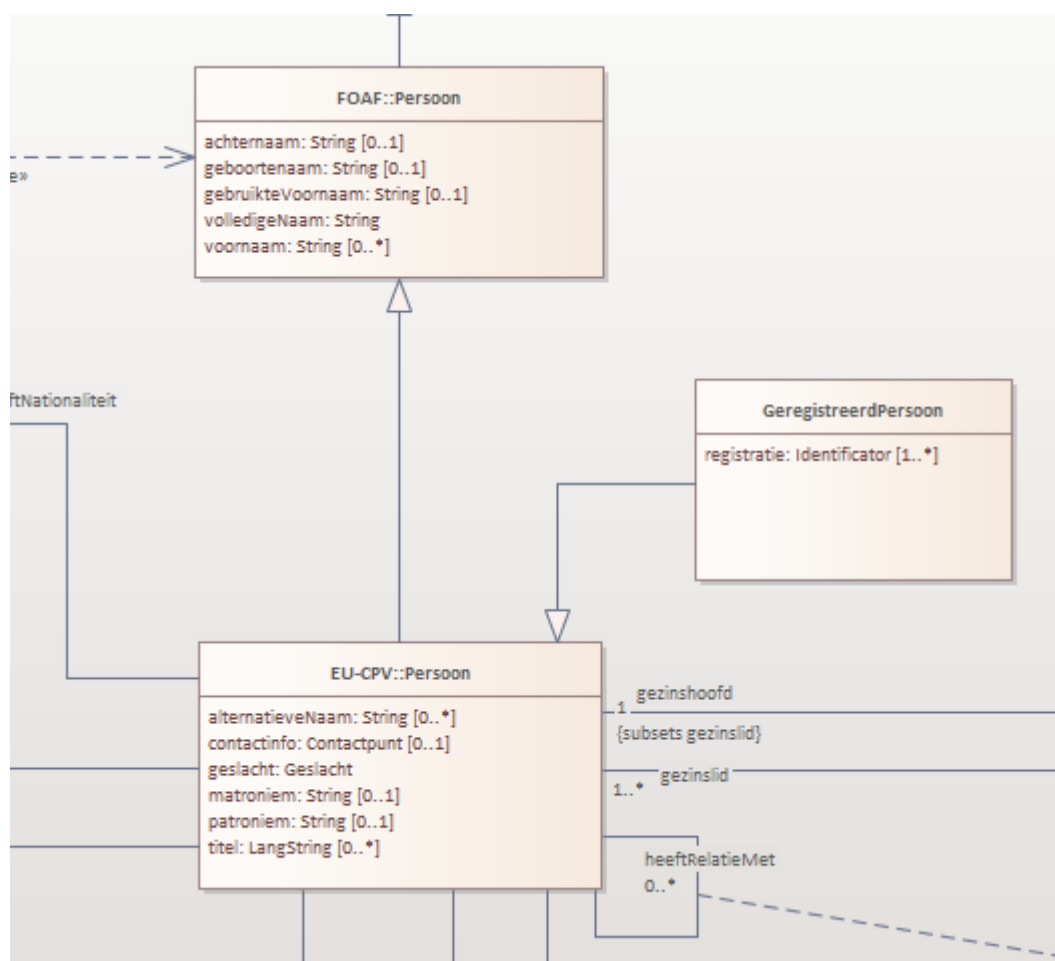 FOAF::Persoon
achternaam: String [0..1]
geboortenaam: String [0..1]
gebruikteVoornaam: String [0..1]
volledigeNaam: String
voornaam: String [0..*]
e»
ftNationaliteit
GeregistreerdPersoon
registratie: Identificator [1..*]
EU-CPV::Persoon
alternatieveNaam: String [0..*]
contactinfo: Contactpunt [0..1]
geslacht: Geslacht
matroniem: String [0..1]
patroniem: String [0..1]
titel: LangString [0..*]
gezinshoofd
1
{subsets gezinslid}
gezinslid
1..*
heeftRelatieMet
0..*